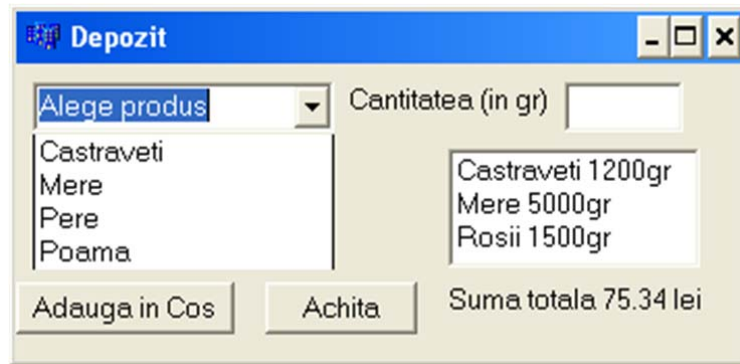 Depozit
Alege produs
Cantitatea (in gr)
Castraveti
Mere
Pere
Poama
Castraveti 1200gr
Mere 5000gr
Rosii 1500gr
Adauga in Cos
Achita
Suma totala 75.34 lei